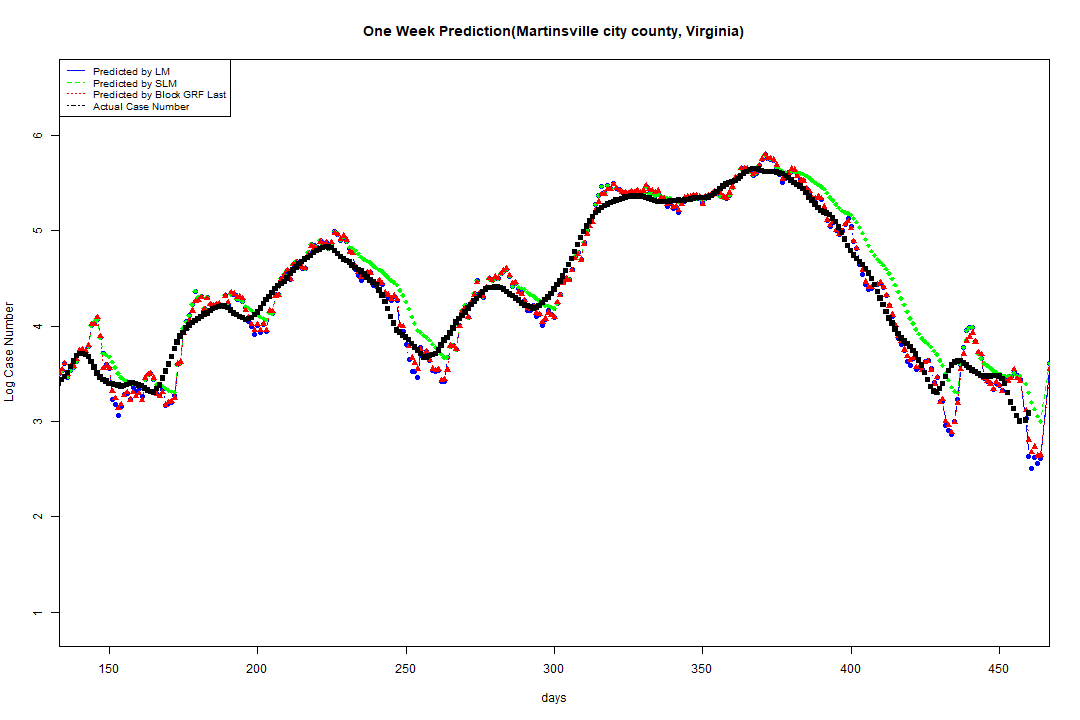 One Week Prediction(Martinsville city county, Virginia)
Predicted by LM
Predicted by SLM
Predicted by Block GRF Last
Actual Case Number
6
5
4
3
2
1
Log Case Number
150 200 250 300 350 400 450
days